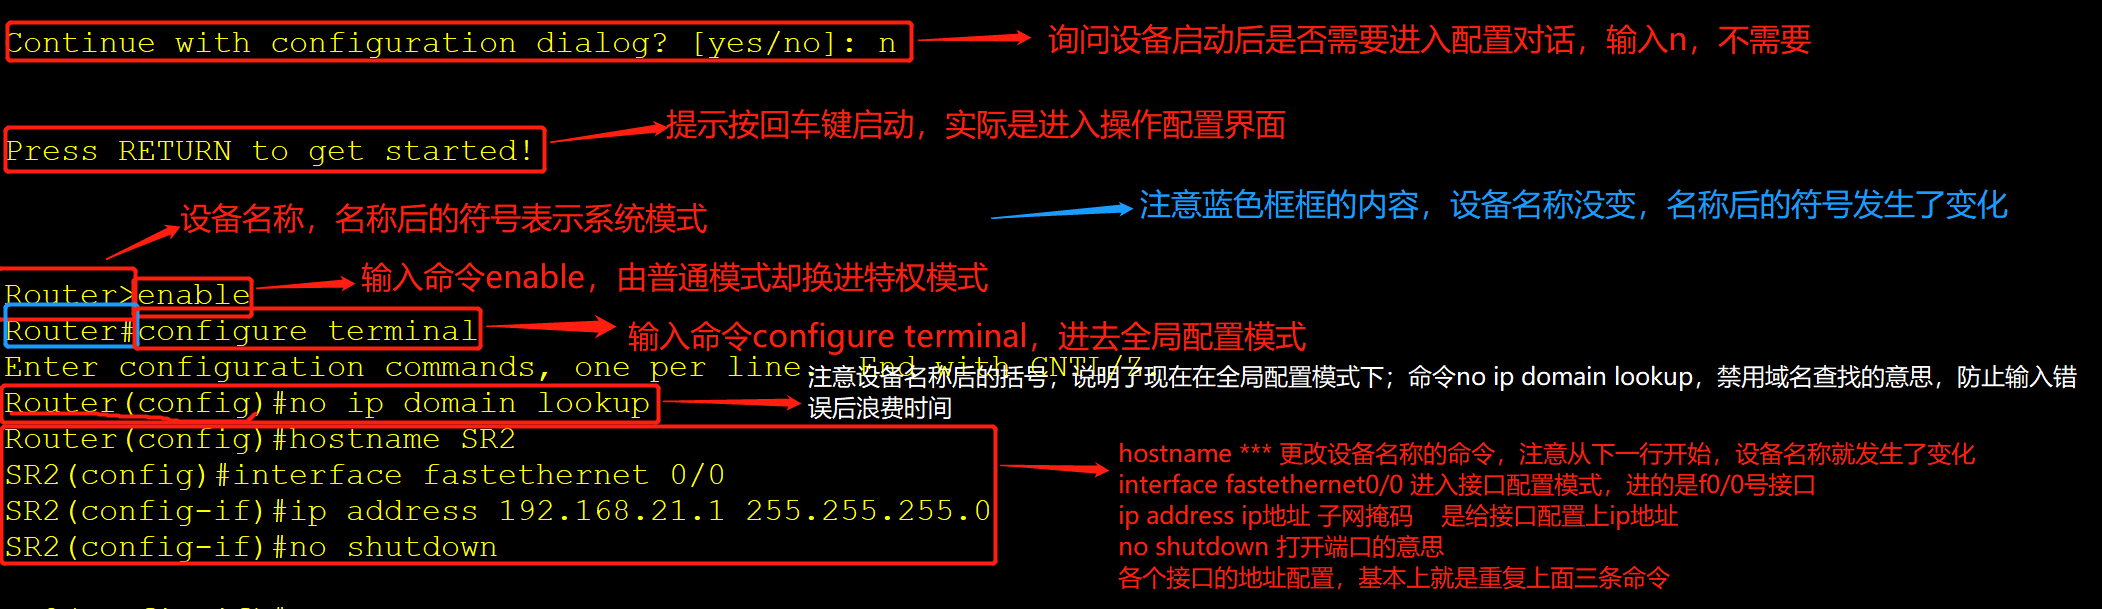 Continue with configuration dialog? [yes/no]: n
询问设备启动后是否需要进入配置对话，输入n，不需要
提示按回车键启动，实际是进入操作配置界面
Press RETURN to get started!
注意蓝色框框的内容，设备名称没变，名称后的符号发生了变化
设备名称，名称后的符号表示系统模式
输入命令enable，由普通模式却换进特权模式
Router>enable
Router#configure terminal
输入命令configure terminal，进去全局配置模式
Enter configuration commands, one per line.  End with CNTL/Z.
注意设备名称后的括号，说明了现在在全局配置模式下；命令no ip domain lookup，禁用域名查找的意思，防止输入错
误后浪费时间
Router(config)#no ip domain lookup
Router(config)#hostname SR2
SR2(config)#interface fastethernet 0/0
SR2(config-if)#ip address 192.168.21.1 255.255.255.0
SR2(config-if)#no shutdown
hostname *** 更改设备名称的命令，注意从下一行开始，设备名称就发生了变化
interface fastethernet0/0 进入接口配置模式，进的是f0/0号接口
ip address ip地址 子网掩码    是给接口配置上ip地址
no shutdown 打开端口的意思
各个接口的地址配置，基本上就是重复上面三条命令